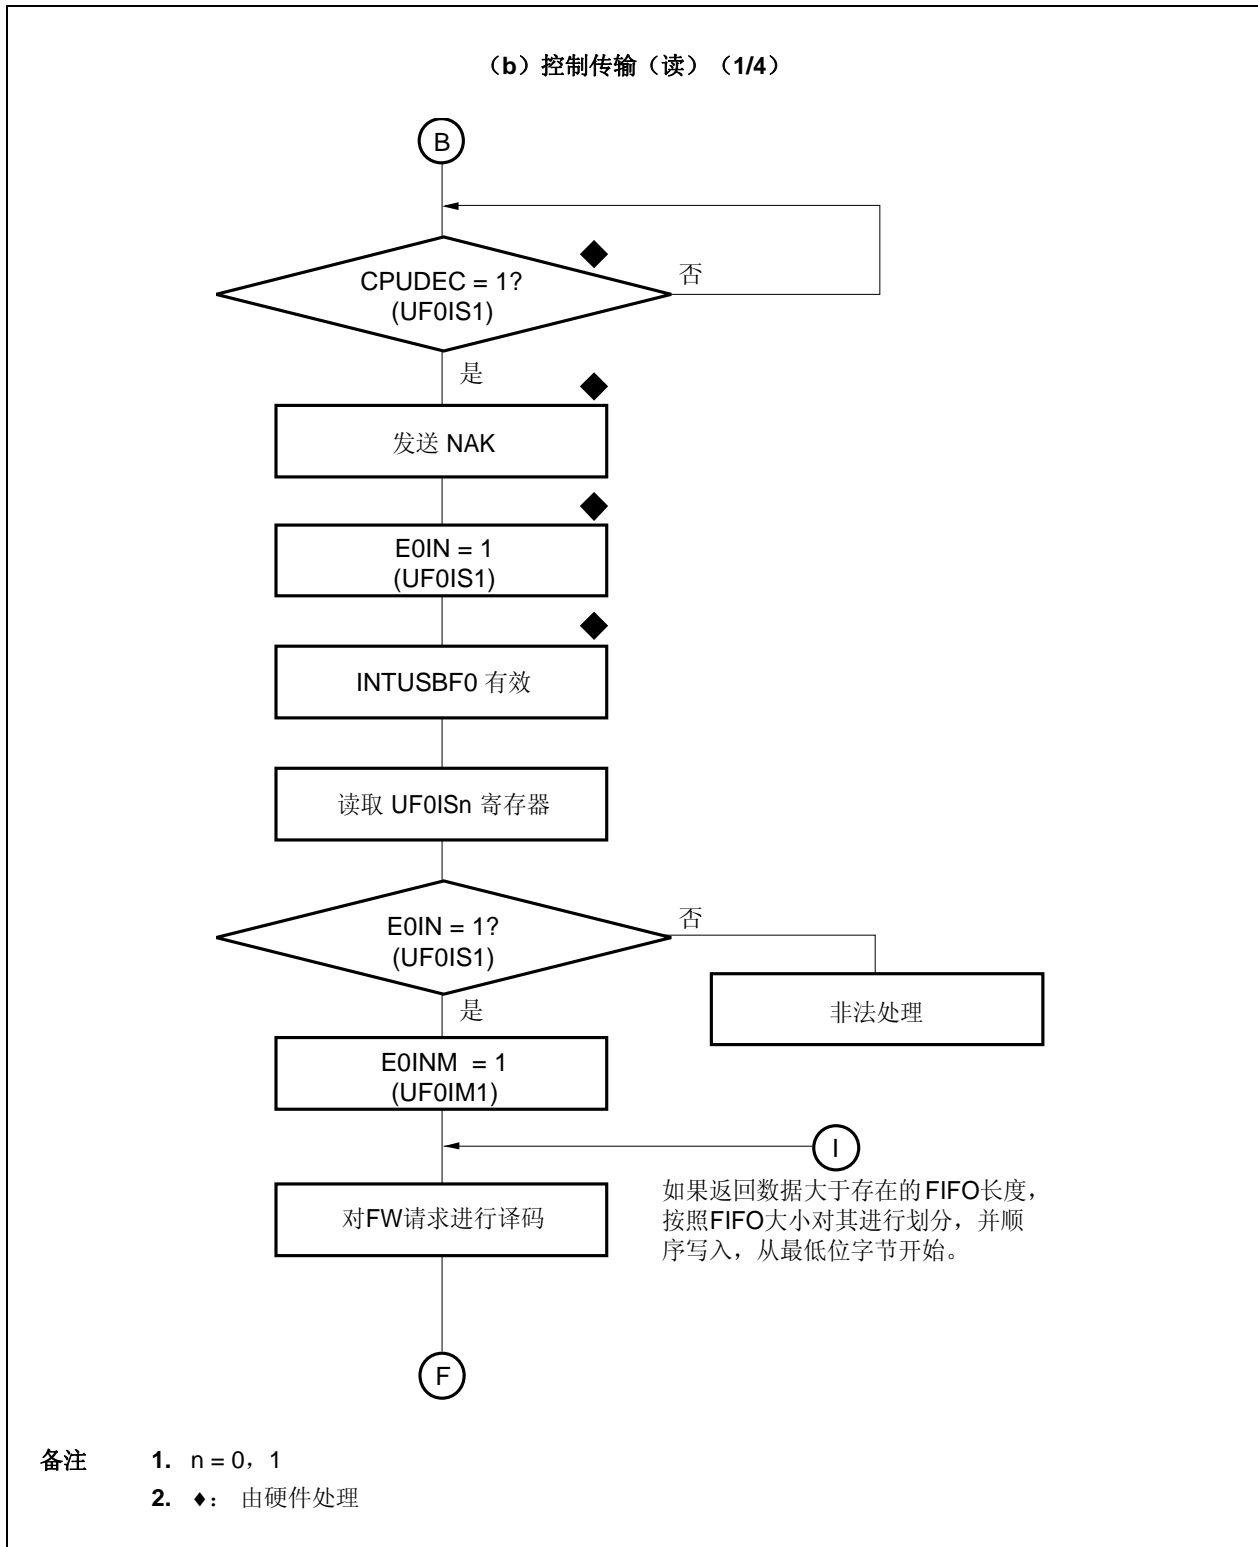 （b）控制传输（读）（1/4）
B
CPUDEC = 1?
(UF0IS1)
否
是
发送 NAK
E0IN = 1
(UF0IS1)
INTUSBF0 有效
读取 UF0ISn 寄存器
E0IN = 1?
(UF0IS1)
否
非法处理
是
E0INM = 1
(UF0IM1)
I
如果返回数据大于存在的FIFO长度，
按照FIFO大小对其进行划分，并顺
序写入，从最低位字节开始。
对FW请求进行译码
F
备注 1. n = 0，1
2. ♦： 由硬件处理